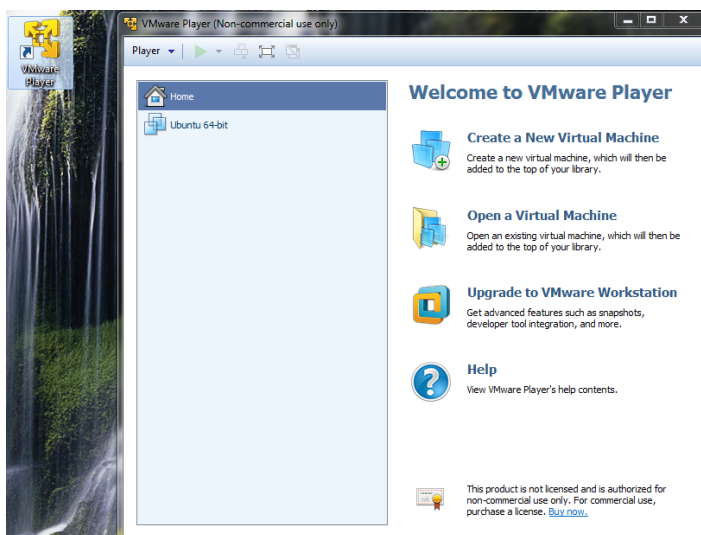 VMware
Player
VMware Player (Non-commercial use only)
Player
Home
Ubuntu 64-bit
Welcome to VMware Player
Create a New Virtual Machine
Create a new virtual machine, which will then be
added to the top of your library.
Open a Virtual Machine
Open an existing virtual machine, which will then be
added to the top of your library.
Upgrade to VMware Workstation
Get advanced features such as snapshots,
developer tool integration, and more.
Help
View VMware Player's help contents.
This product is not licensed and is authorized for
non-commercial use only. For commercial use,
purchase a license. Buy now.